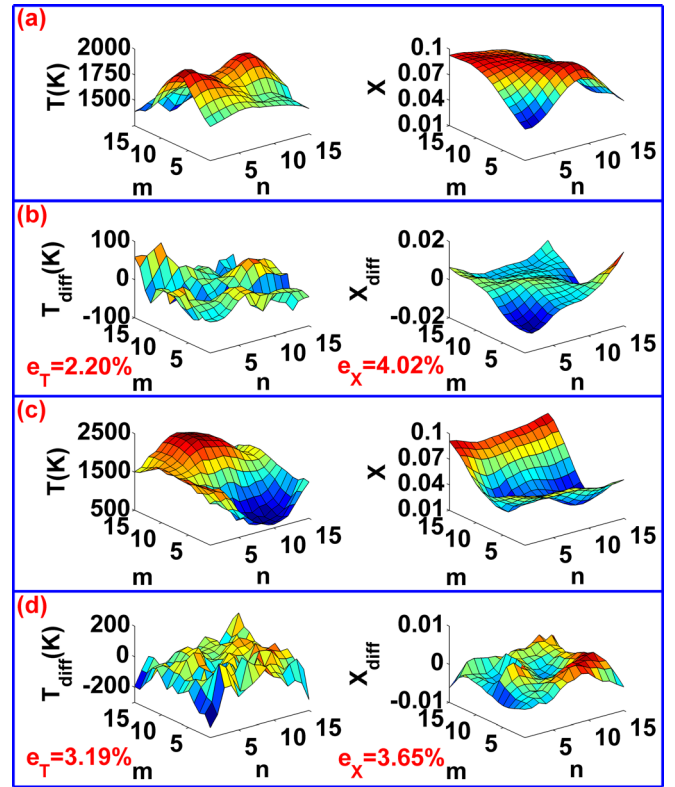 (a)
T(K)
2000
1750
1500
15
10
5
m
5
10
15
n
X
0.1
0.07
0.04
0.01
15
10
5
m
5
10
15
n
(b)
T_diff(K)
100
0
-100
15
10
5
m
5
10
15
n
e_T=2.20%
X_diff
0.02
0
-0.02
15
10
5
m
5
10
15
n
e_X=4.02%
(c)
T(K)
2500
1500
500
15
10
5
m
5
10
15
n
X
0.1
0.07
0.04
0.01
15
10
5
m
5
10
15
n
(d)
T_diff(K)
200
0
-200
15
10
5
m
5
10
15
n
e_T=3.19%
X_diff
0.01
0
-0.01
15
10
5
m
5
10
15
n
e_X=3.65%